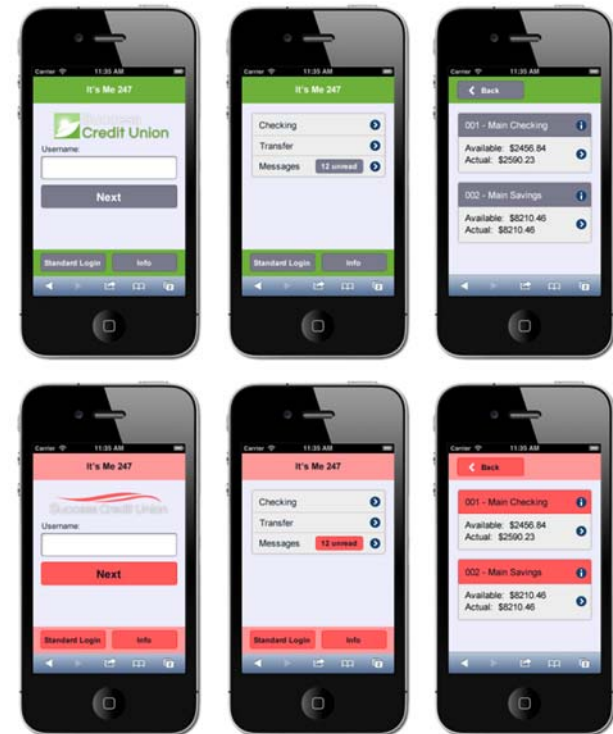 Carrier 11:35 AM
It's Me 247
Success
Credit Union
Username:
Next
Standard Login Info
Carrier 11:35 AM
It's Me 247
Checking
Transfer
Messages 12 unread
Standard Login Info
Carrier 11:35 AM
Back
001 - Main Checking
Available: $2456.84
Actual: $2590.23
002 - Main Savings
Available: $8210.46
Actual: $8210.46
Carrier 11:35 AM
It's Me 247
Success Credit Union
Username:
Next
Standard Login Info
Carrier 11:35 AM
It's Me 247
Checking
Transfer
Messages 12 unread
Standard Login Info
Carrier 11:35 AM
Back
001 - Main Checking
Available: $2456.84
Actual: $2590.23
002 - Main Savings
Available: $8210.46
Actual: $8210.46